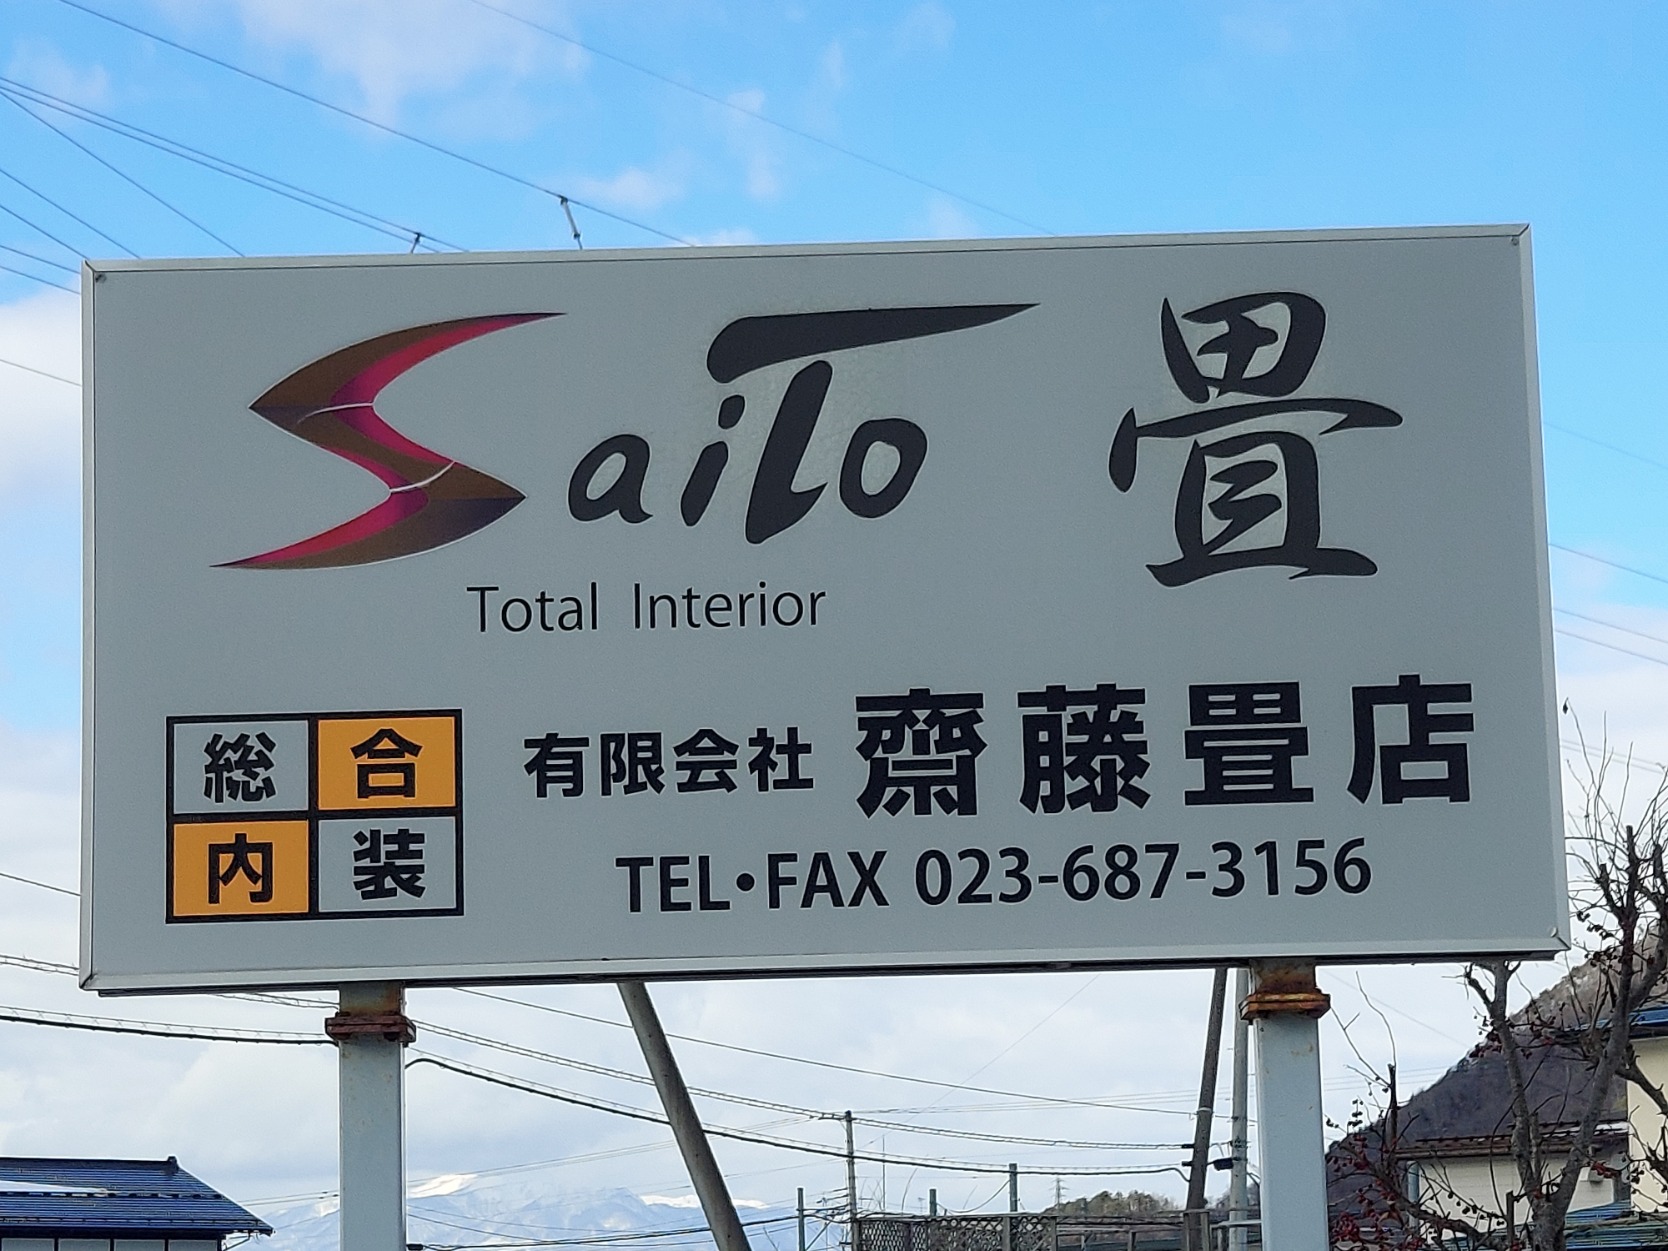 SaiTo 畳
Total Interior
総合
内装
有限会社 齋藤畳店
TEL・FAX 023-687-3156